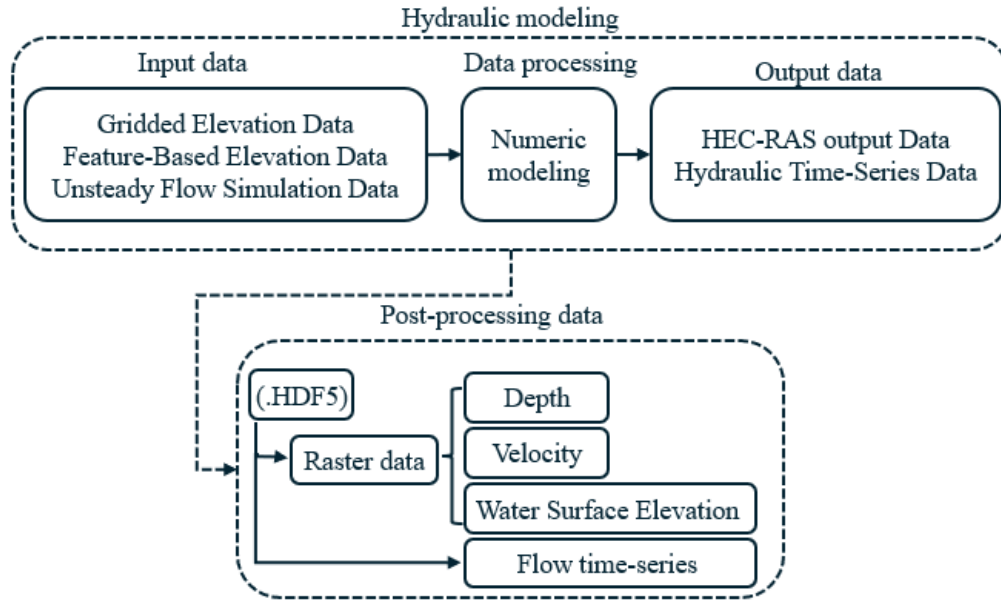 Hydraulic modeling
Input data
Data processing
Output data
Gridded Elevation Data
Feature-Based Elevation Data
Unsteady Flow Simulation Data
Numeric
modeling
HEC-RAS output Data
Hydraulic Time-Series Data
Post-processing data
(.HDF5)
Raster data
Depth
Velocity
Water Surface Elevation
Flow time-series